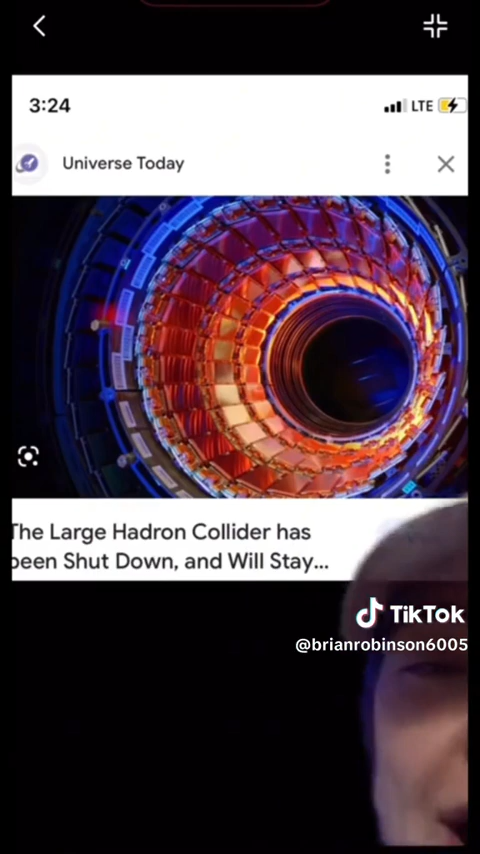 3:24
LTE
Universe Today
The Large Hadron Collider has
been Shut Down, and Will Stay...
TikTok
@brianrobinson6005